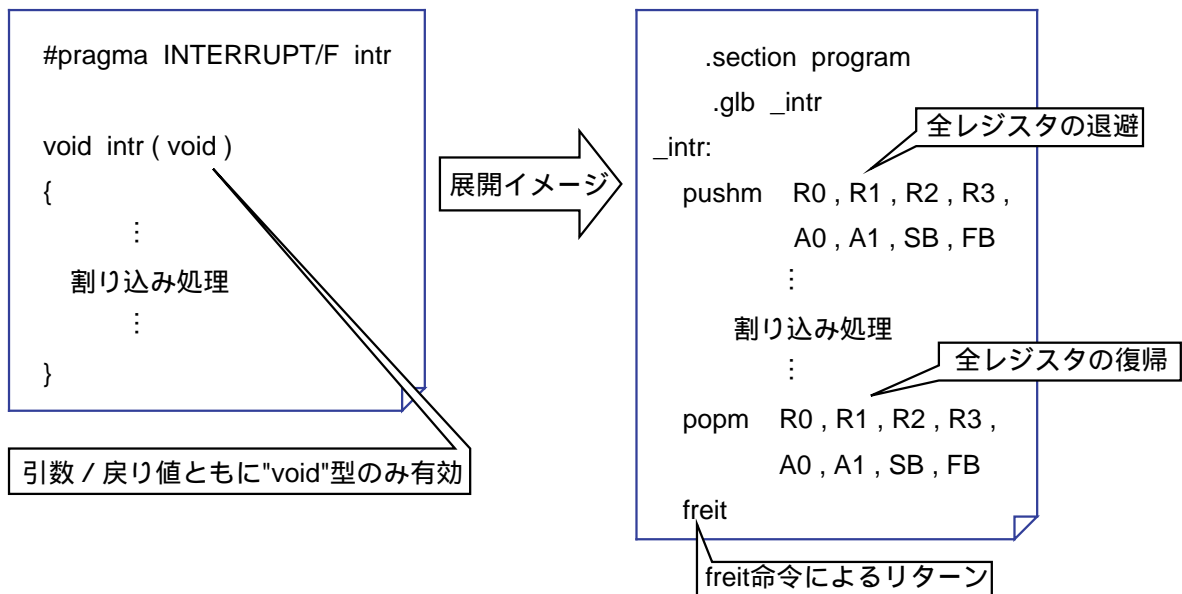 #pragma INTERRUPT/F intr
void intr ( void )
{
⋮
割り込み処理
⋮
}
引数 / 戻り値ともに"void"型のみ有効
展開イメージ
.section program
.glb _intr
全レジスタの退避
_intr:
pushm R0 , R1 , R2 , R3 ,
A0 , A1 , SB , FB
⋮
割り込み処理
⋮
全レジスタの復帰
popm R0 , R1 , R2 , R3 ,
A0 , A1 , SB , FB
freit
freit命令によるリターン